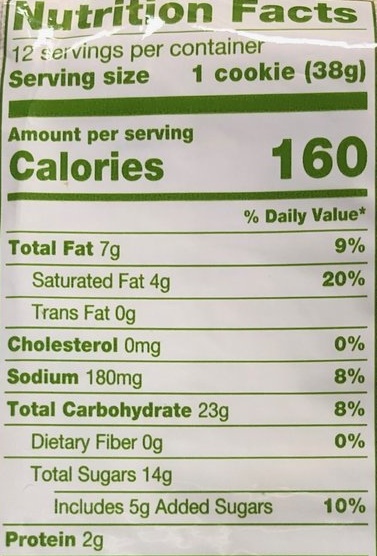 Nutrition Facts
12 servings per container
Serving size 1 cookie (38g)
Amount per serving
Calories 160
% Daily Value*
Total Fat 7g 9%
Saturated Fat 4g 20%
Trans Fat 0g
Cholesterol 0mg 0%
Sodium 180mg 8%
Total Carbohydrate 23g 8%
Dietary Fiber 0g 0%
Total Sugars 14g
Includes 5g Added Sugars 10%
Protein 2g